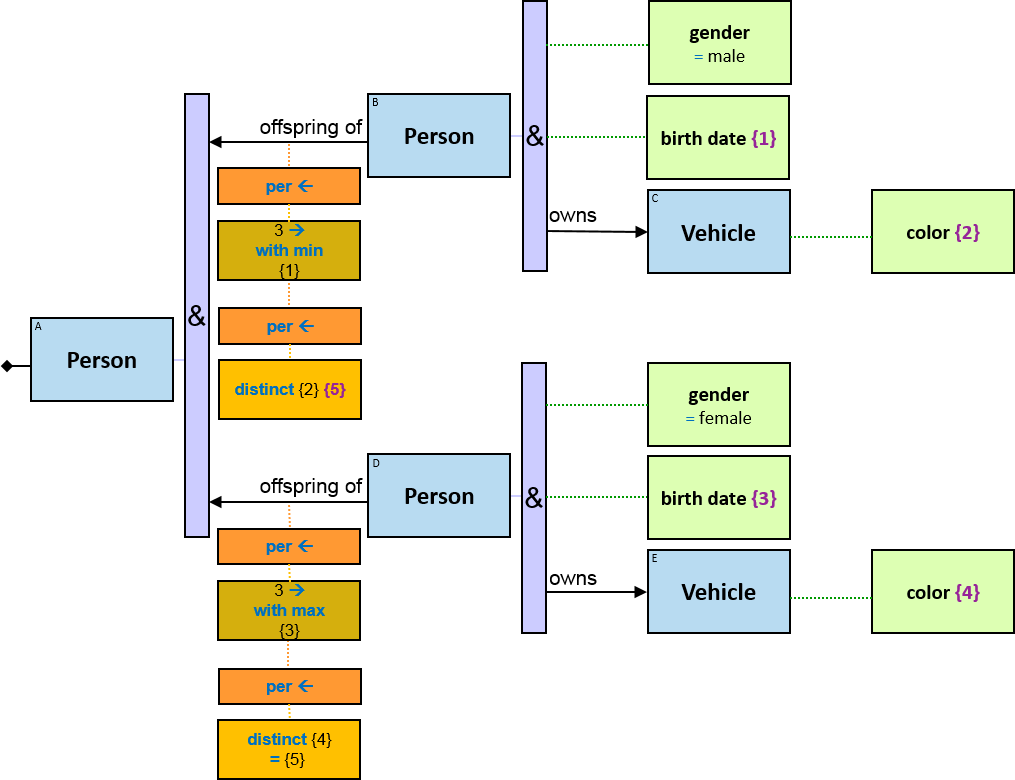 gender
= male
B
Person
offspring of
&
birth date {1}
per ←
owns
C
Vehicle
color {2}
3 →
with min
{1}
per ←
&
A
Person
distinct {2} {5}
gender
= female
D
Person
offspring of
&
birth date {3}
per ←
owns
E
Vehicle
color {4}
3 →
with max
{3}
per ←
distinct {4}
= {5}